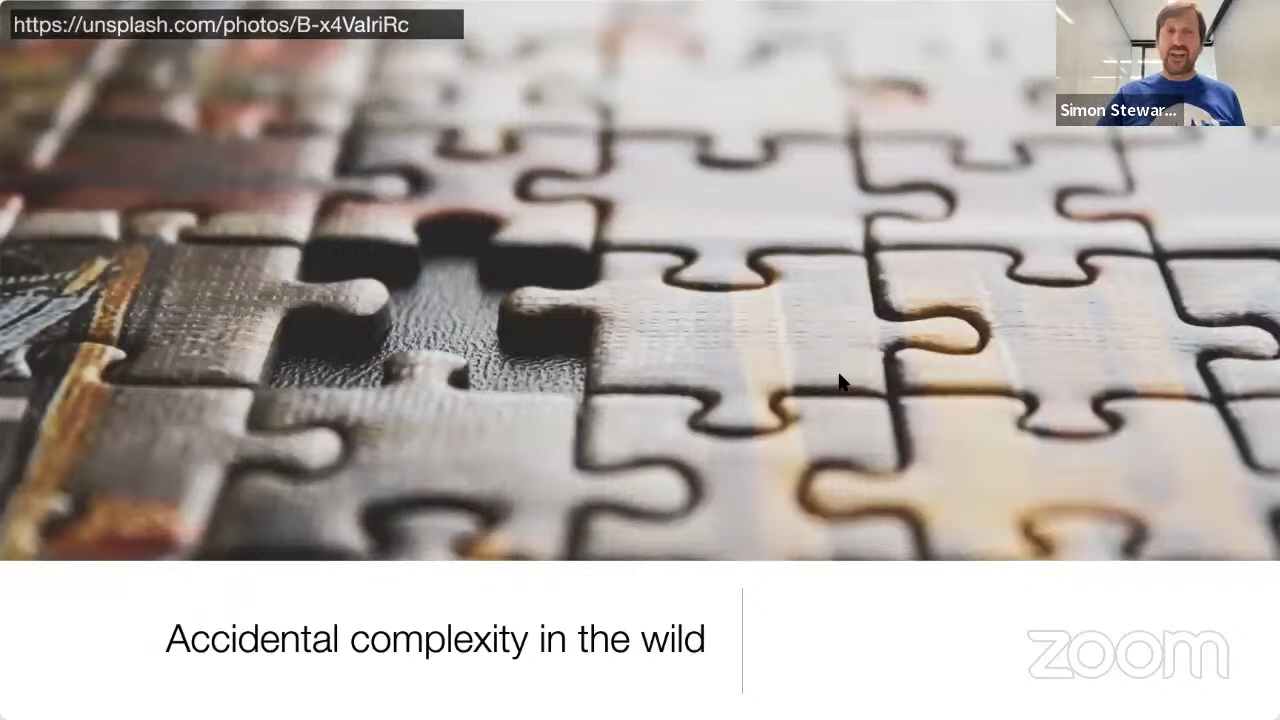 https://unsplash.com/photos/B-x4VaIriRc
Simon Stewar...
Accidental complexity in the wild
zoom